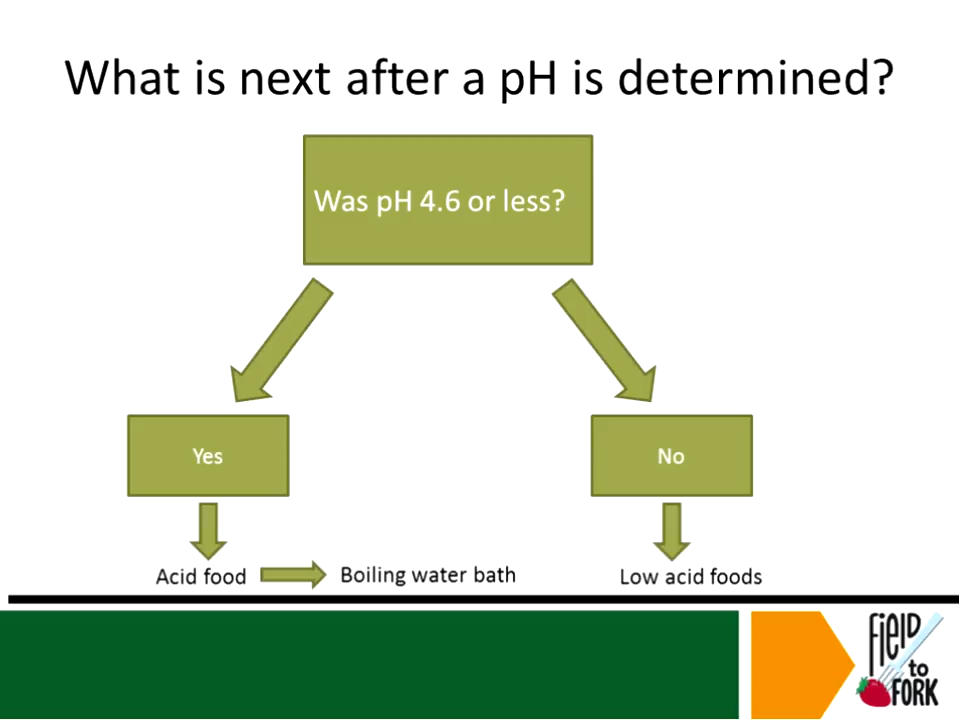 What is next after a pH is determined?
Was pH 4.6 or less?
Yes
No
Acid food
Boiling water bath
Low acid foods
FiELD
to
FORK